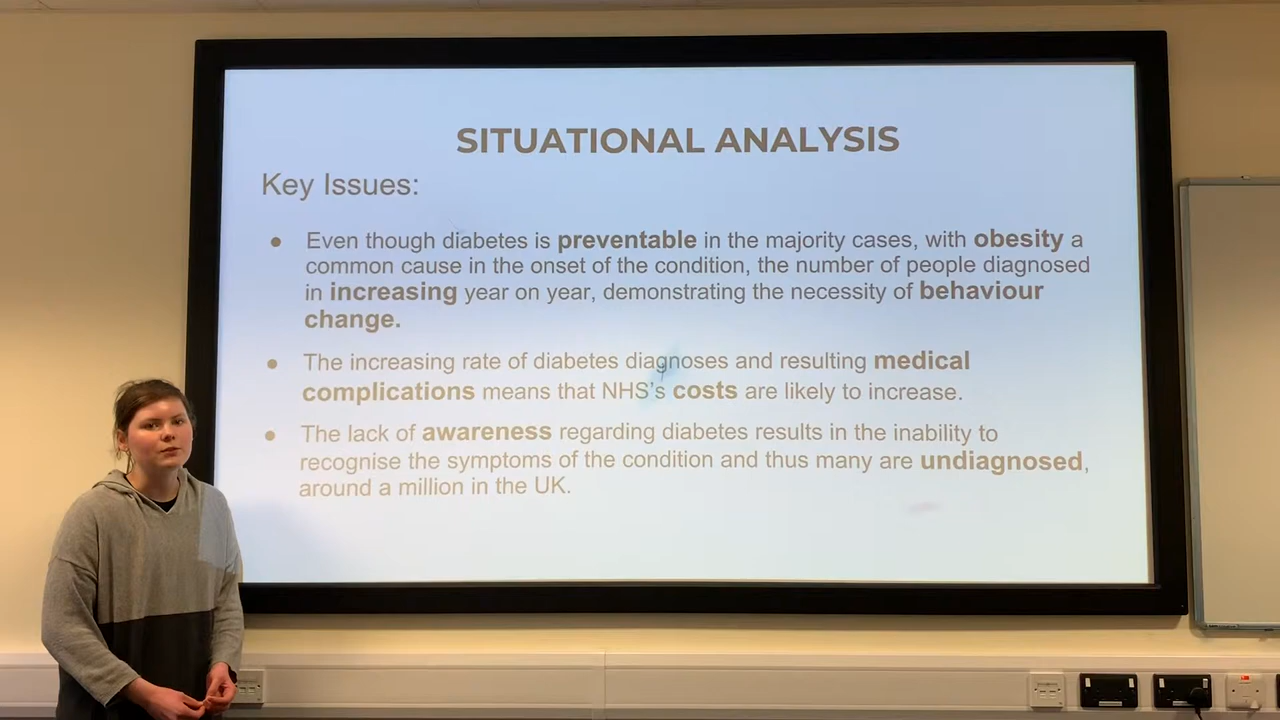 SITUATIONAL ANALYSIS
Key Issues:
● Even though diabetes is preventable in the majority cases, with obesity a
common cause in the onset of the condition, the number of people diagnosed
in increasing year on year, demonstrating the necessity of behaviour
change.
● The increasing rate of diabetes diagnoses and resulting medical
complications means that NHS's costs are likely to increase.
● The lack of awareness regarding diabetes results in the inability to
recognise the symptoms of the condition and thus many are undiagnosed,
around a million in the UK.